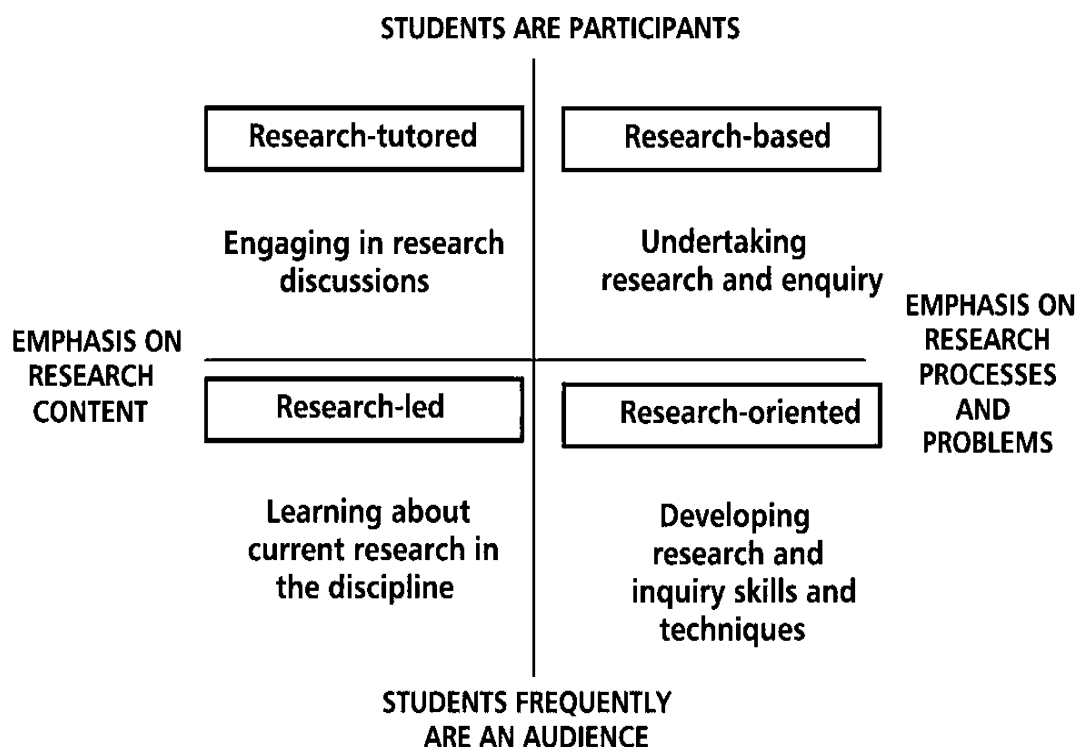 STUDENTS ARE PARTICIPANTS
Research-tutored
Research-based
Engaging in research
discussions
Undertaking
research and enquiry
EMPHASIS ON
RESEARCH
CONTENT
EMPHASIS ON
RESEARCH
PROCESSES
AND
PROBLEMS
Research-led
Research-oriented
Learning about
current research in
the discipline
Developing
research and
inquiry skills and
techniques
STUDENTS FREQUENTLY
ARE AN AUDIENCE